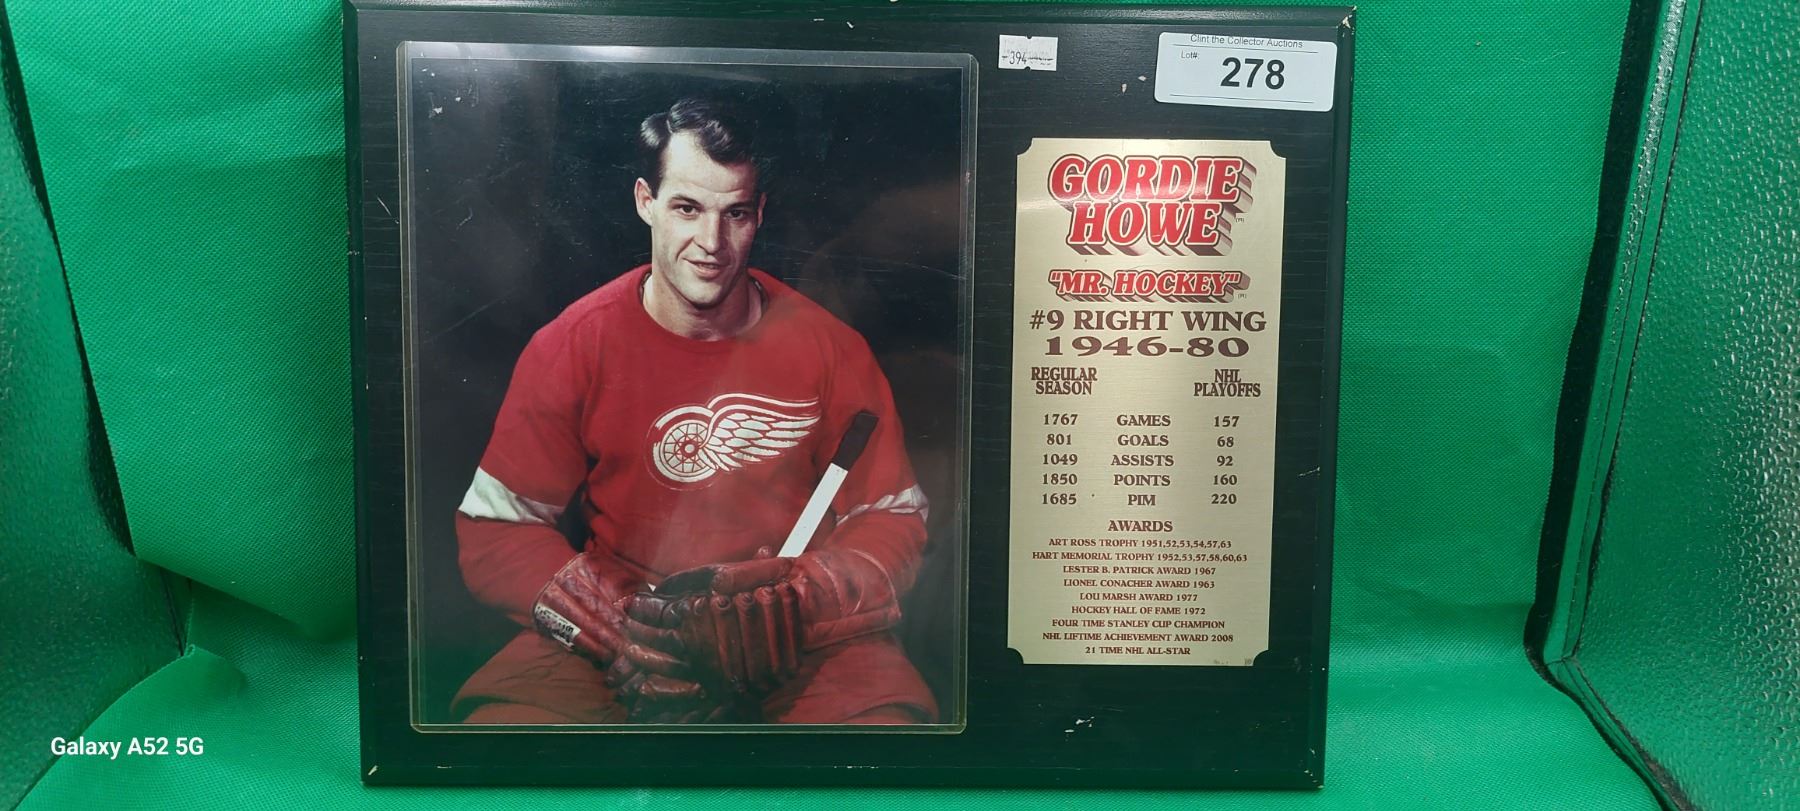 394
Clint the Collector Auctions
Lot#:
278
GORDIE
HOWE
"MR. HOCKEY"
#9 RIGHT WING
1946-80
REGULAR SEASON NHL PLAYOFFS
1767 GAMES 157
801 GOALS 68
1049 ASSISTS 92
1850 POINTS 160
1685 PIM 220
AWARDS
ART ROSS TROPHY 1951,52,53,54,57,63
HART MEMORIAL TROPHY 1952,53,57,58,60,63
LESTER B. PATRICK AWARD 1967
LIONEL CONACHER AWARD 1963
LOU MARSH AWARD 1977
HOCKEY HALL OF FAME 1972
FOUR TIME STANLEY CUP CHAMPION
NHL LIFTIME ACHIEVEMENT AWARD 2008
21 TIME NHL ALL-STAR
Galaxy A52 5G